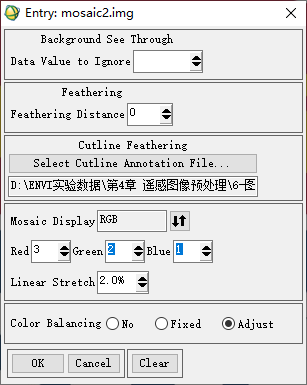 Entry: mosaic2.img
Background See Through
Data Value to Ignore
Feathering
Feathering Distance 0
Cutline Feathering
Select Cutline Annotation File...
D:\ENVI实验数据\第4章 遥感图像预处理\6-图
Mosaic Display RGB
Red 3 Green 2 Blue 1
Linear Stretch 2.0%
Color Balancing No Fixed Adjust
OK Cancel Clear